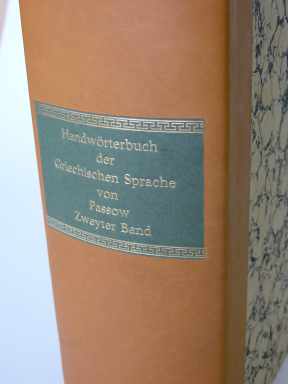 Handwörterbuch
der
Griechischen Sprache
von
Passow
Zweyter Band